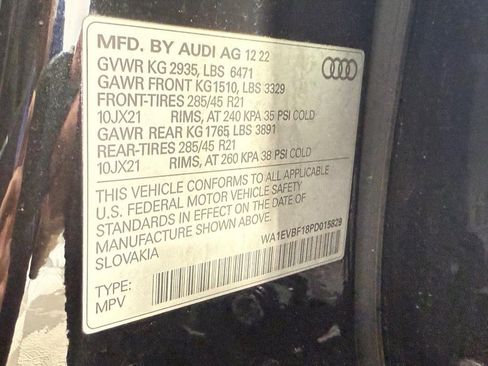 MFD. BY AUDI AG 12 22
GVWR KG 2935, LBS 6471
GAWR FRONT KG1510, LBS 3329
FRONT-TIRES 285/45 R21
10JX21 RIMS, AT 240 KPA 35 PSI COLD
GAWR REAR KG 1765 LBS 3891
REAR-TIRES 285/45 R21
10JX21 RIMS, AT 260 KPA 38 PSI COLD
THIS VEHICLE CONFORMS TO ALL APPLICABLE
U.S. FEDERAL MOTOR VEHICLE SAFETY
STANDARDS IN EFFECT ON THE DATE OF
MANUFACTURE SHOWN ABOVE.
SLOVAKIA
WA1EVBF18PD015828
TYPE:
MPV